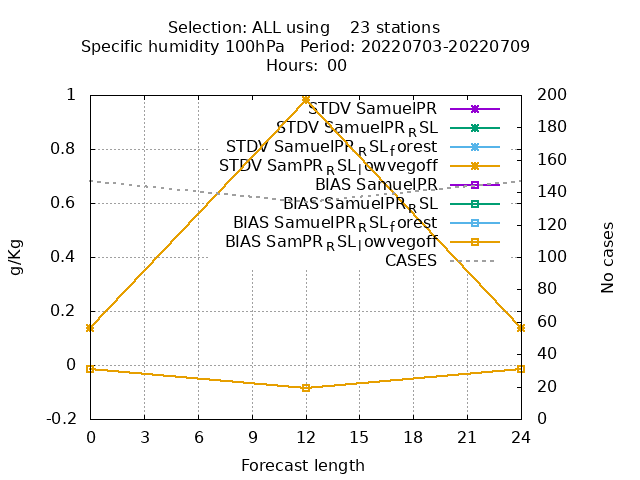 Selection: ALL using    23 stations
Specific humidity 100hPa   Period: 20220703-20220709
Hours: 00
1
0.8
0.6
0.4
0.2
0
-0.2
g/Kg
STDV SamuelPR
STDV SamuelPR_RSL
STDV SamuelPR_RSL_forest
STDV SamPR_RSL_lowvegoff
BIAS SamuelPR
BIAS SamuelPR_RSL
BIAS SamuelPR_RSL_forest
BIAS SamPR_RSL_lowvegoff
CASES
200
180
160
140
120
100
80
60
40
20
0
No cases
0 3 6 9 12 15 18 21 24
Forecast length